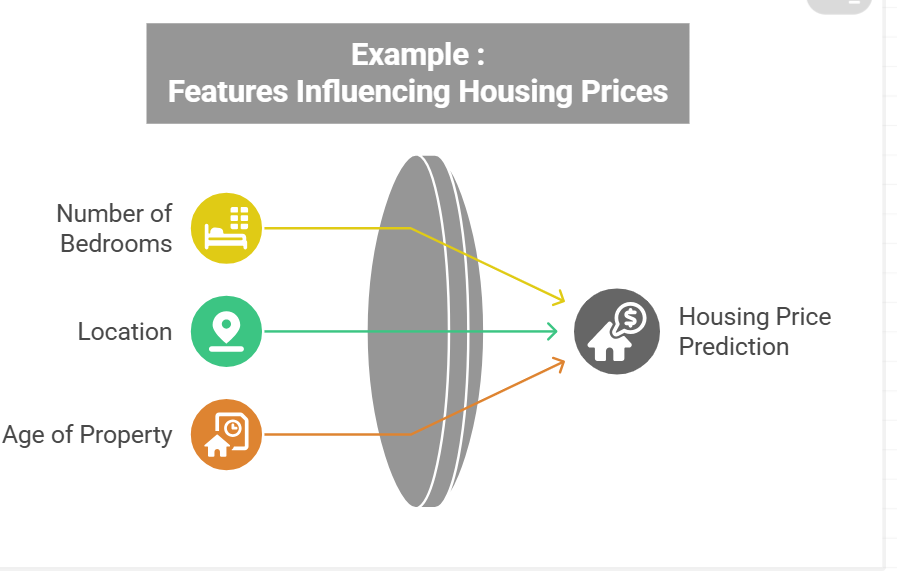 Example :
Features Influencing Housing Prices
Number of
Bedrooms
Location
Age of Property
$
Housing Price
Prediction